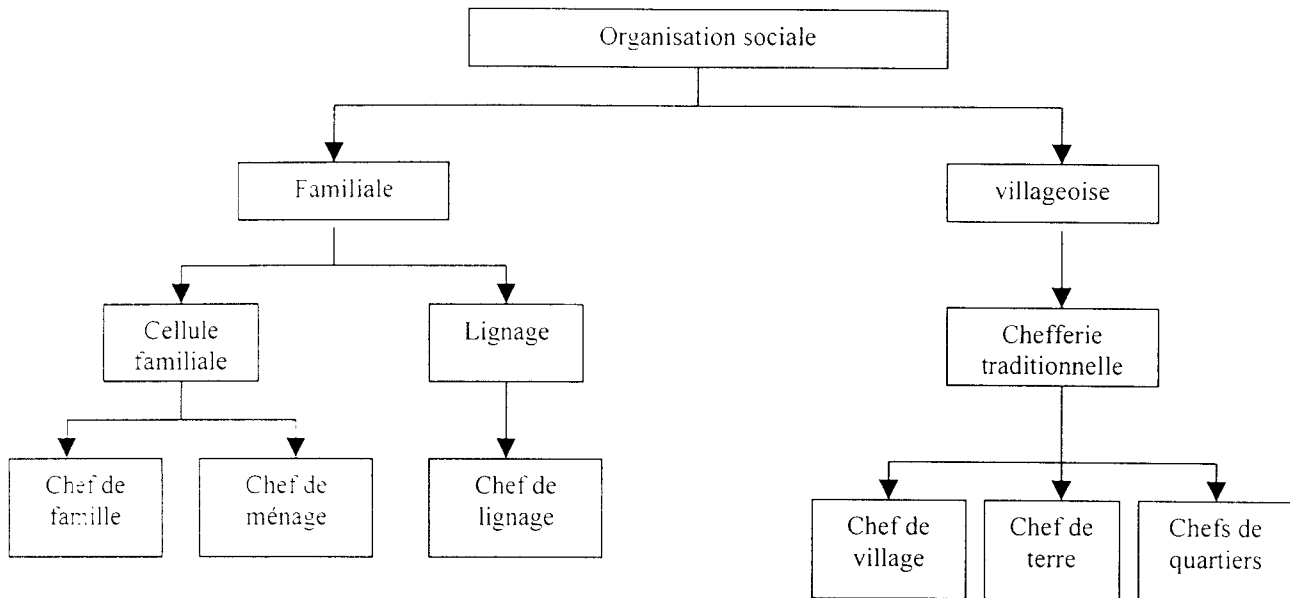 Organisation sociale
Familiale
villageoise
Cellule
familiale
Lignage
Chefferie
traditionnelle
Chef de
famille
Chef de
ménage
Chef de
lignage
Chef de
village
Chef de
terre
Chefs de
quartiers